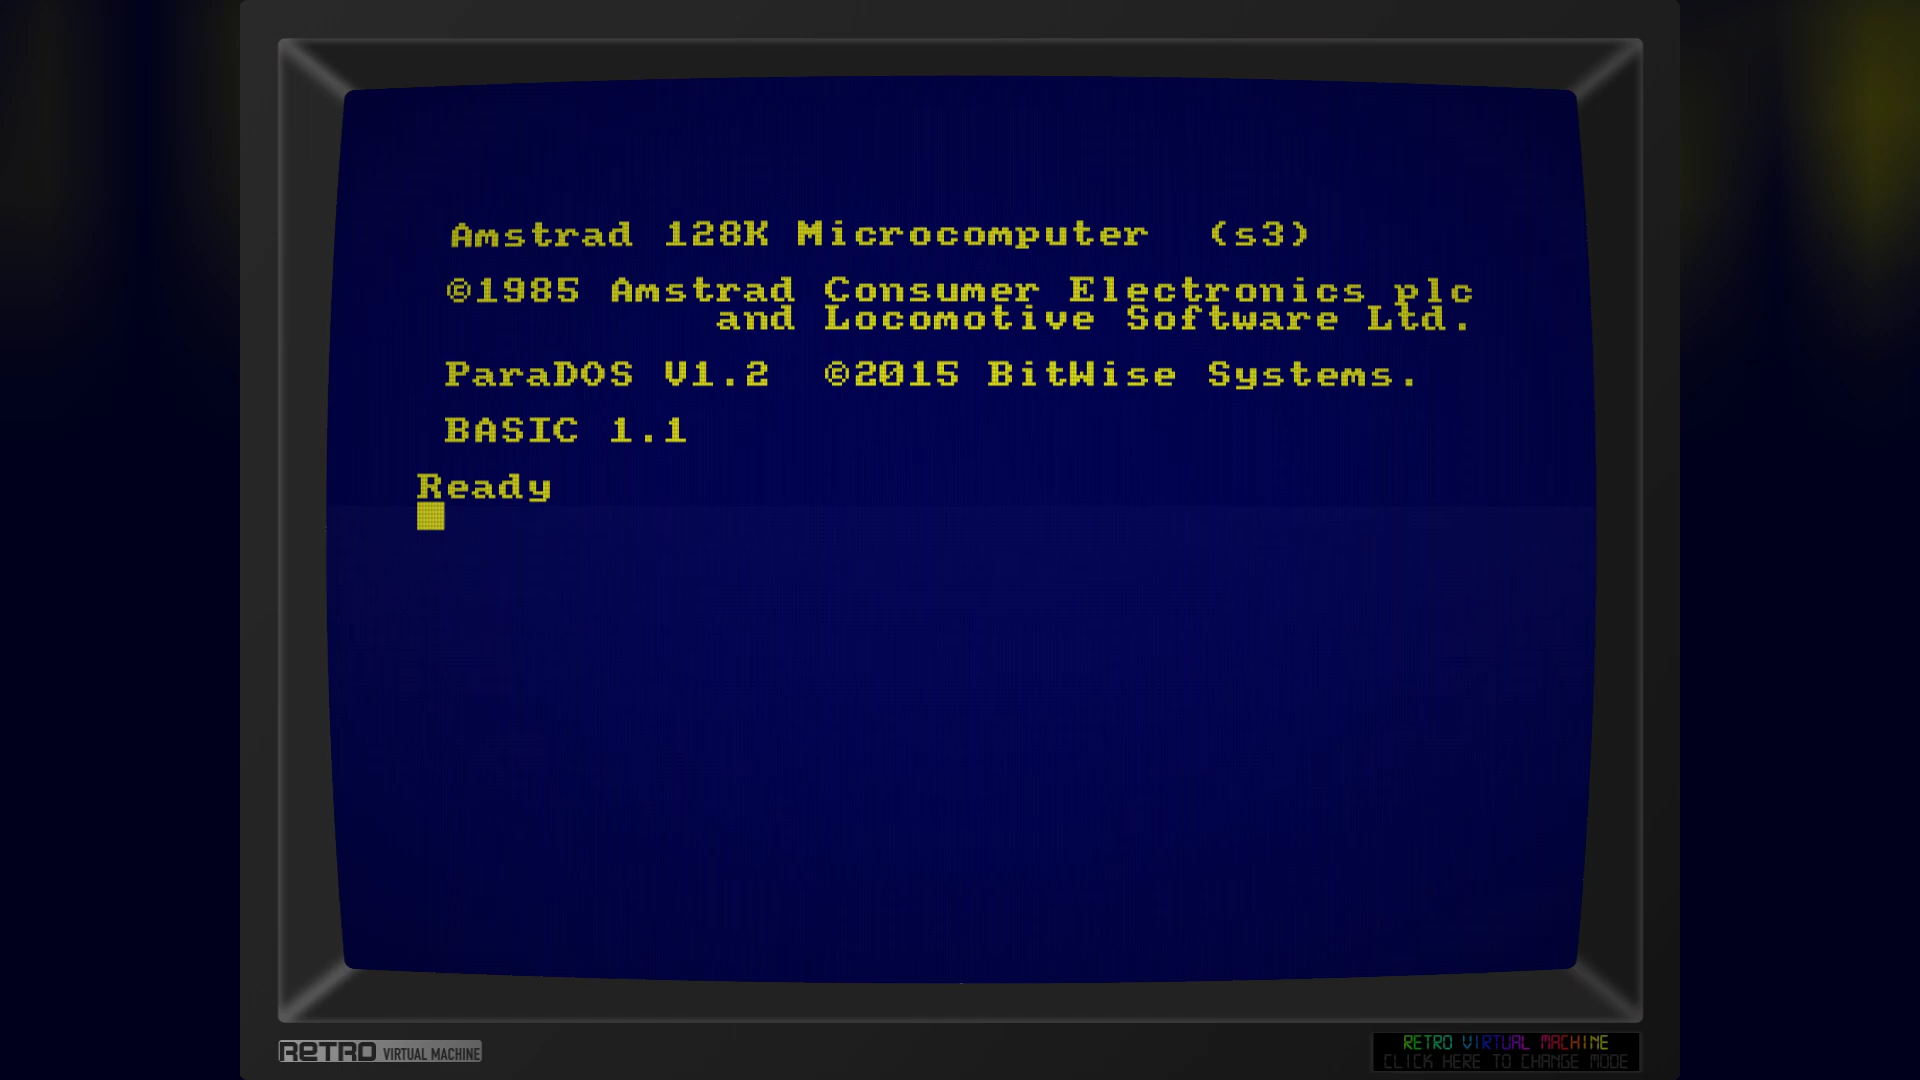 Amstrad 128K Microcomputer (s3)
©1985 Amstrad Consumer Electronics plc
and Locomotive Software Ltd.
ParaDOS V1.2 ©2015 BitWise Systems.
BASIC 1.1
Ready
RETRO VIRTUAL MACHINE
RETRO VIRTUAL MACHINE
CLICK HERE TO CHANGE MODE